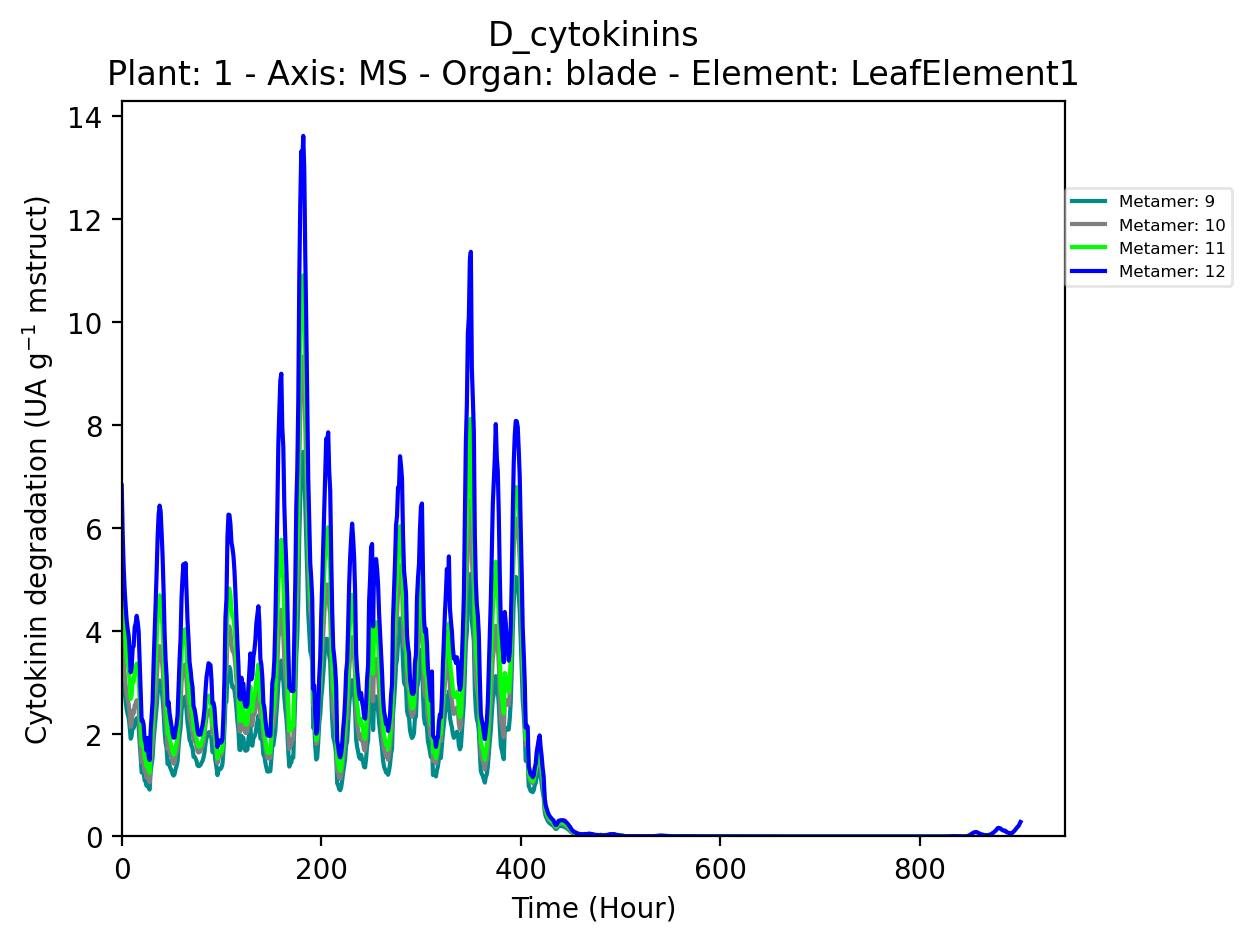 D_cytokinins
Plant: 1 - Axis: MS - Organ: blade - Element: LeafElement1
14
12
10
8
6
4
2
0
Cytokinin degradation (UA g⁻¹ mstruct)
0 200 400 600 800
Time (Hour)
Metamer: 9
Metamer: 10
Metamer: 11
Metamer: 12